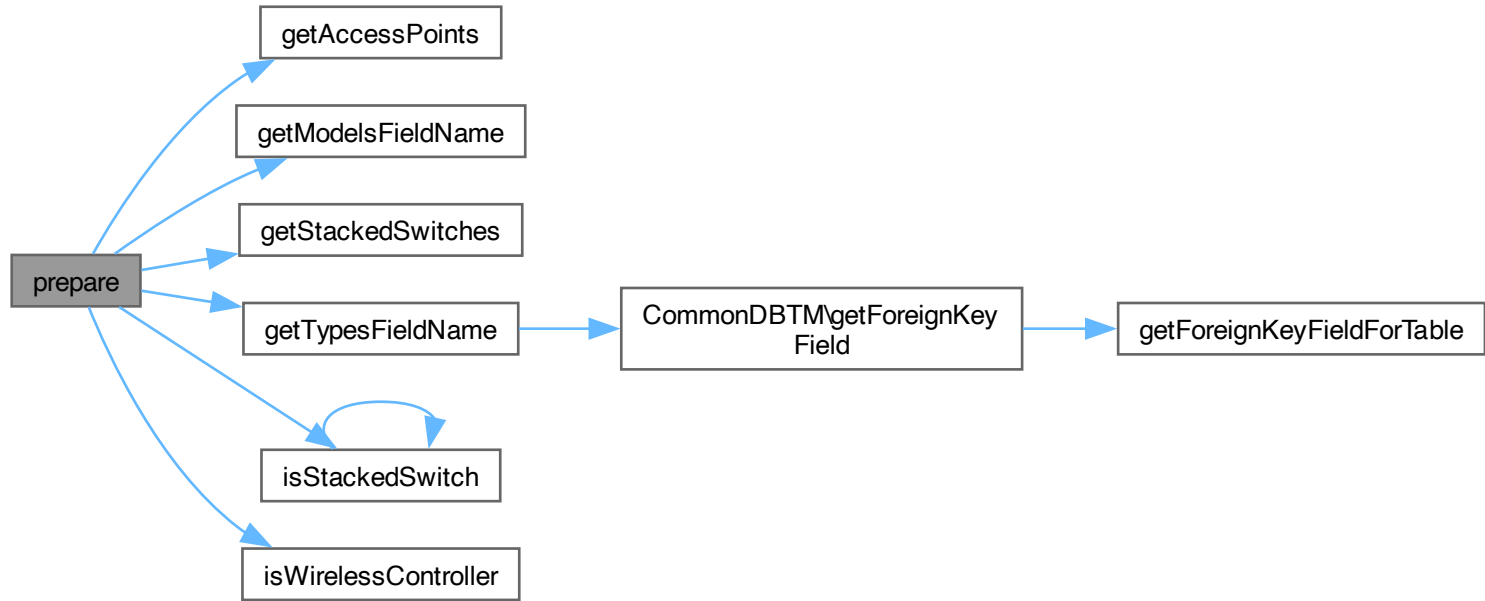 getAccessPoints
getModelsFieldName
getStackedSwitches
prepare
getTypesFieldName
CommonDBTM\getForeignKey
Field
getForeignKeyFieldForTable
isStackedSwitch
isWirelessController